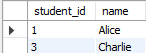 student_id name
1 Alice
3 Charlie